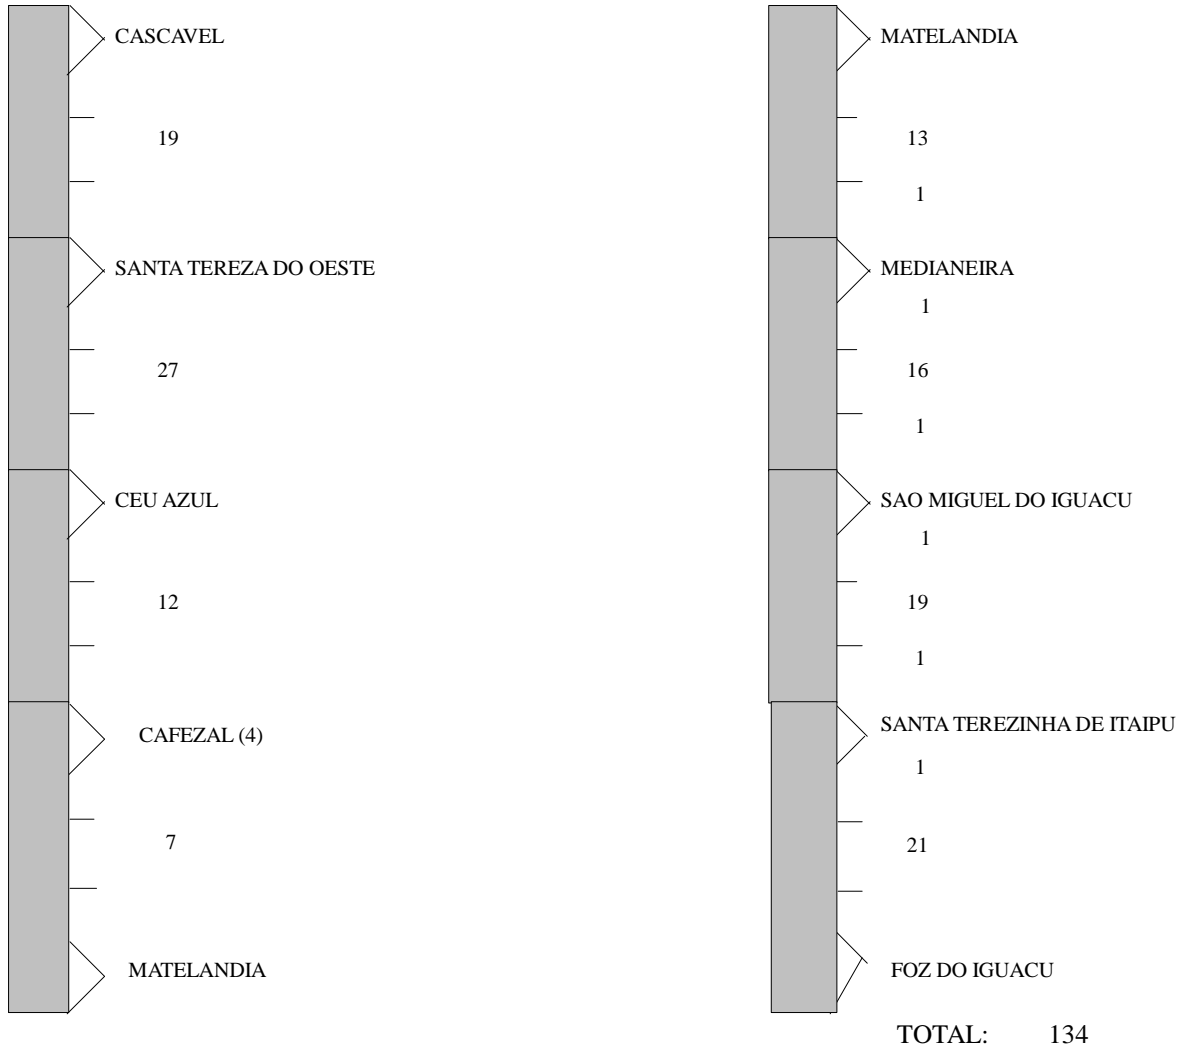 CASCAVEL
19
SANTA TEREZA DO OESTE
27
CEU AZUL
12
CAFEZAL (4)
7
MATELANDIA
MATELANDIA
13
1
MEDIANEIRA
1
16
1
SAO MIGUEL DO IGUACU
1
19
1
SANTA TEREZINHA DE ITAIPU
1
21
FOZ DO IGUACU
TOTAL: 134